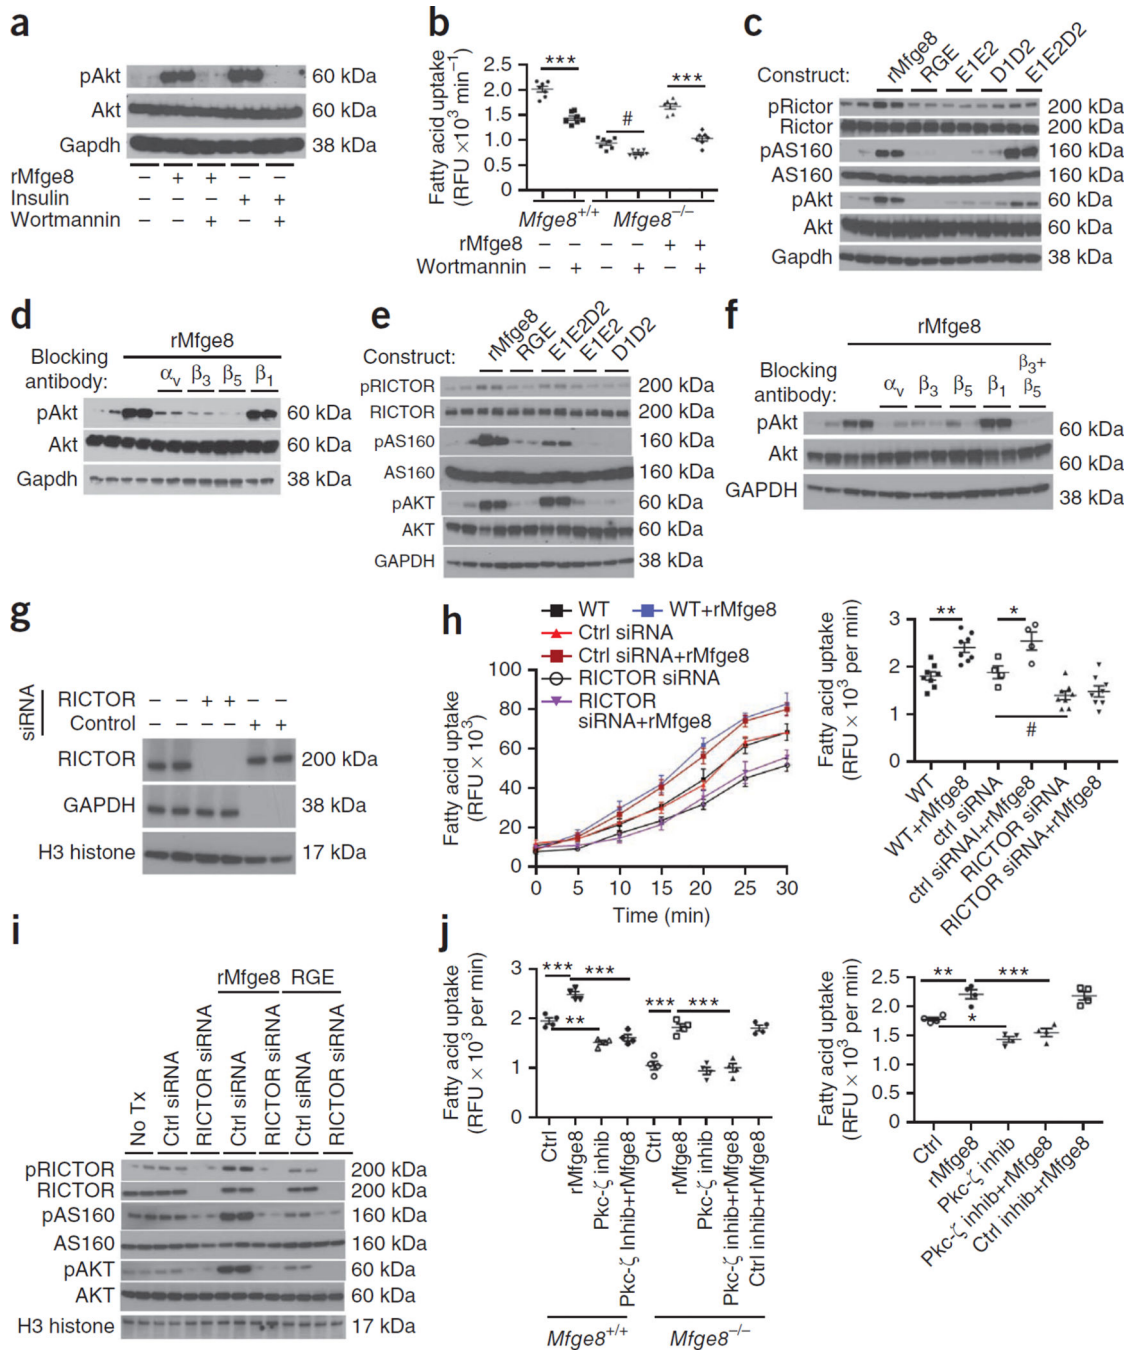 a
pAkt 60 kDa
Akt 60 kDa
Gapdh 38 kDa
rMfge8 – + + – –
Insulin – – – + +
Wortmannin – – + – +
b
Fatty acid uptake
(RFU × 10³ min⁻¹)
2.5
2.0
1.5
1.0
0.5
0
*** # ***
Mfge8+/+ Mfge8−/−
rMfge8 – – – – + +
Wortmannin – + – + – +
c
Construct: rMfge8 RGE E1E2 D1D2 E1E2D2
pRictor 200 kDa
Rictor 200 kDa
pAS160 160 kDa
AS160 160 kDa
pAkt 60 kDa
Akt 60 kDa
Gapdh 38 kDa
d
rMfge8
Blocking
antibody: αv β3 β5 β1
pAkt 60 kDa
Akt 60 kDa
Gapdh 38 kDa
e
Construct: rMfge8 RGE E1E2D2 E1E2 D1D2
pRICTOR 200 kDa
RICTOR 200 kDa
pAS160 160 kDa
AS160 160 kDa
pAKT 60 kDa
AKT 60 kDa
GAPDH 38 kDa
f
rMfge8
Blocking
antibody: αv β3 β5 β1 β3+
β5
pAkt 60 kDa
Akt 60 kDa
GAPDH 38 kDa
g
siRNA
RICTOR – – + + – –
Control – – – – + +
RICTOR 200 kDa
GAPDH 38 kDa
H3 histone 17 kDa
h
WT WT+rMfge8
Ctrl siRNA
Ctrl siRNA+rMfge8
RICTOR siRNA
RICTOR
siRNA+rMfge8
Fatty acid uptake
(RFU × 10³)
100
80
60
40
20
0
0 5 10 15 20 25 30
Time (min)
Fatty acid uptake
(RFU × 10³ per min)
3
2
1
0
** * #
WT
WT+rMfge8
ctrl siRNA
ctrl siRNAl+rMfge8
RICTOR siRNA
RICTOR siRNA+rMfge8
i
rMfge8 RGE
No Tx
Ctrl siRNA
RICTOR siRNA
Ctrl siRNA
RICTOR siRNA
Ctrl siRNA
RICTOR siRNA
pRICTOR 200 kDa
RICTOR 200 kDa
pAS160 160 kDa
AS160 160 kDa
pAKT 60 kDa
AKT 60 kDa
H3 histone 17 kDa
j
Fatty acid uptake
(RFU × 10³ per min)
3
2
1
0
*** *** ** *** ***
Ctrl
rMfge8
Pkc-ζ inhib
Pkc-ζ Inhib+rMfge8
Ctrl
rMfge8
Pkc-ζ inhib
Pkc-ζ inhib+rMfge8
Ctrl inhib+rMfge8
Mfge8+/+ Mfge8−/−
Fatty acid uptake
(RFU × 10³ per min)
2.5
2.0
1.5
2.5
0.5
0
** *** *
Ctrl
rMfge8
Pkc-ζ inhib
Pkc-ζ inhib+rMfge8
Ctrl inhib+rMfge8